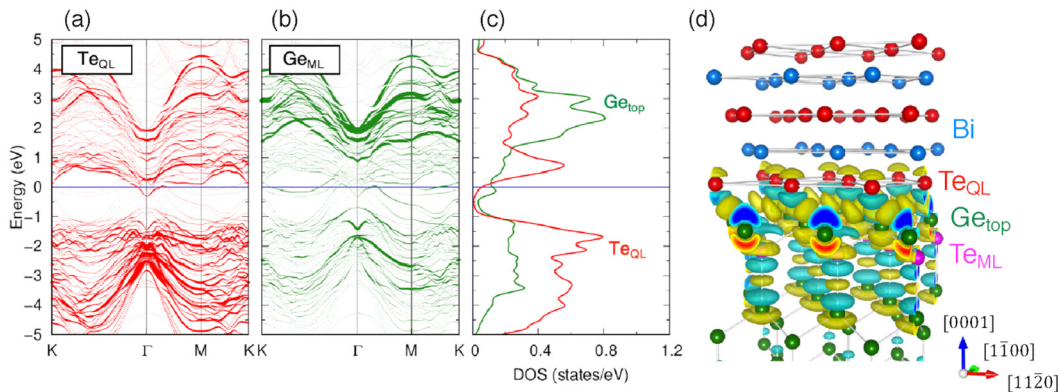 (a)
(b)
(c)
(d)
5
4
3
2
1
0
−1
−2
−3
−4
−5
Energy (eV)
Te_QL
Ge_ML
K Γ M K
K Γ M K
0 0.4 0.8 1.2
DOS (states/eV)
Ge_top
Te_QL
Bi
Te_QL
Ge_top
Te_ML
[0001]
[11̄00]
[112̄0]